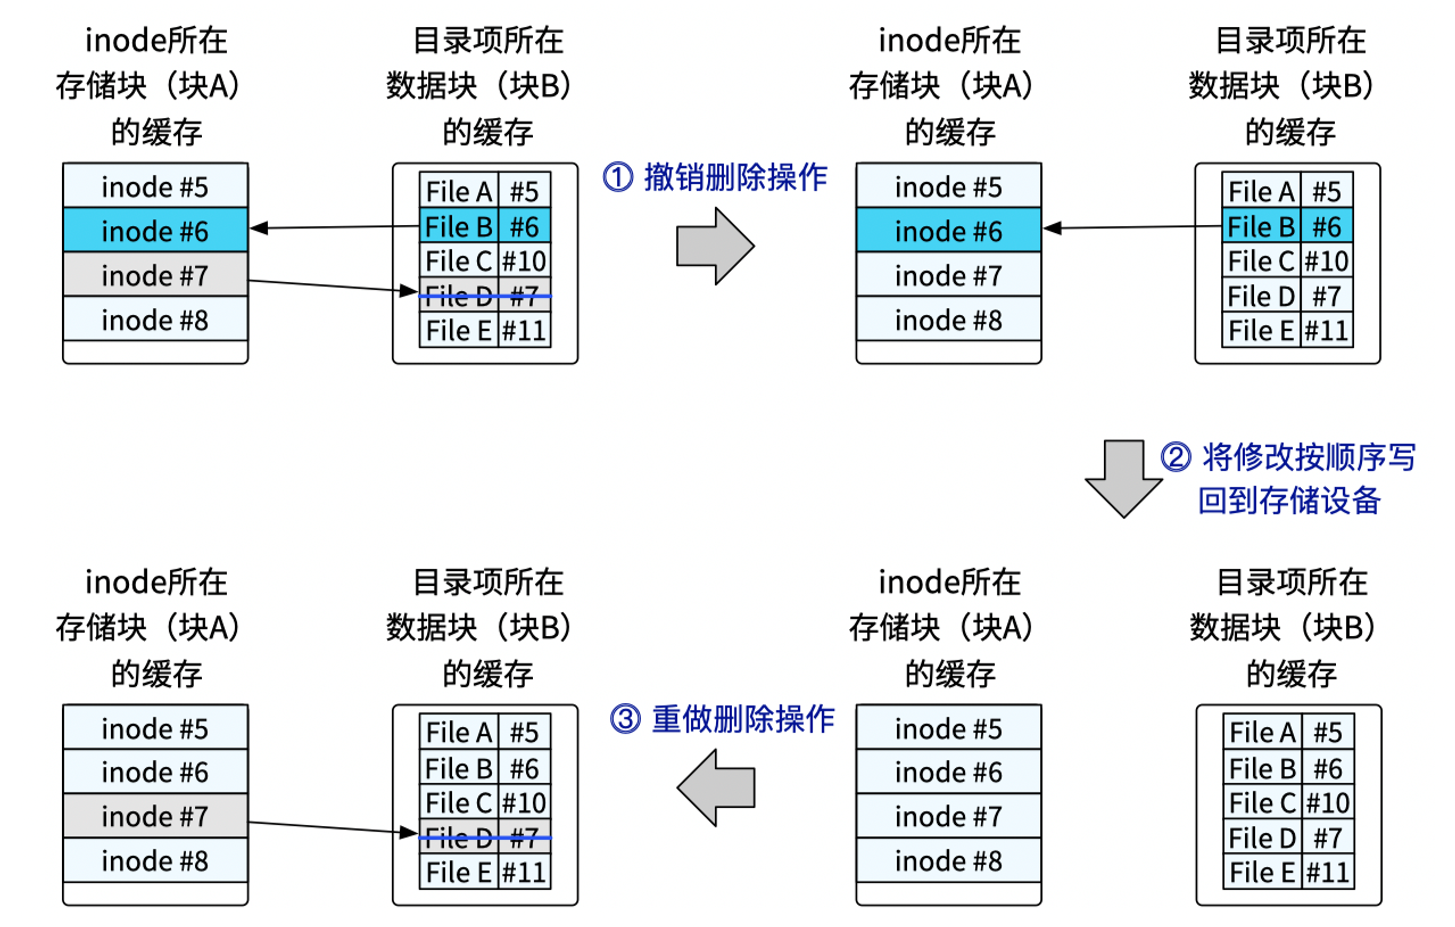 inode所在
存储块（块A）
的缓存
目录项所在
数据块（块B）
的缓存
inode #5
inode #6
inode #7
inode #8
File A #5
File B #6
File C #10
File D #7
File E #11
① 撤销删除操作
inode所在
存储块（块A）
的缓存
目录项所在
数据块（块B）
的缓存
inode #5
inode #6
inode #7
inode #8
File A #5
File B #6
File C #10
File D #7
File E #11
② 将修改按顺序写
回到存储设备
inode所在
存储块（块A）
的缓存
目录项所在
数据块（块B）
的缓存
inode #5
inode #6
inode #7
inode #8
File A #5
File B #6
File C #10
File D #7
File E #11
③ 重做删除操作
inode所在
存储块（块A）
的缓存
目录项所在
数据块（块B）
的缓存
inode #5
inode #6
inode #7
inode #8
File A #5
File B #6
File C #10
File D #7
File E #11